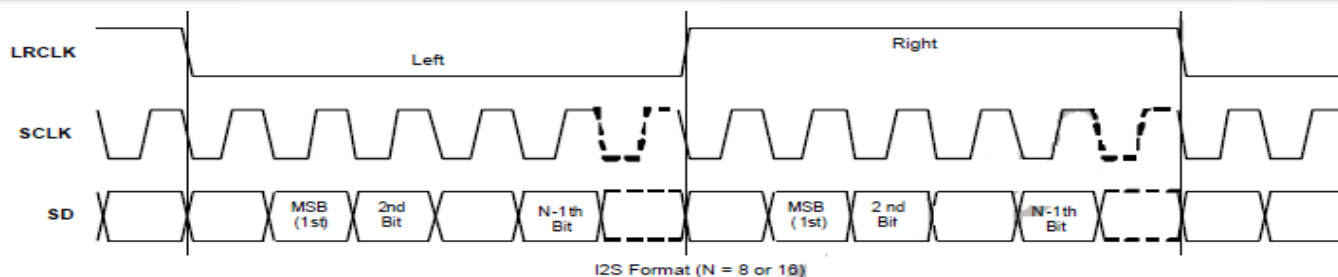 LRCLK
Left
Right
SCLK
SD
MSB
(1st)
2nd
Bit
N-1th
Bit
MSB
(1st)
2 nd
Bit
N-1th
Bit
I2S Format (N = 8 or 16)